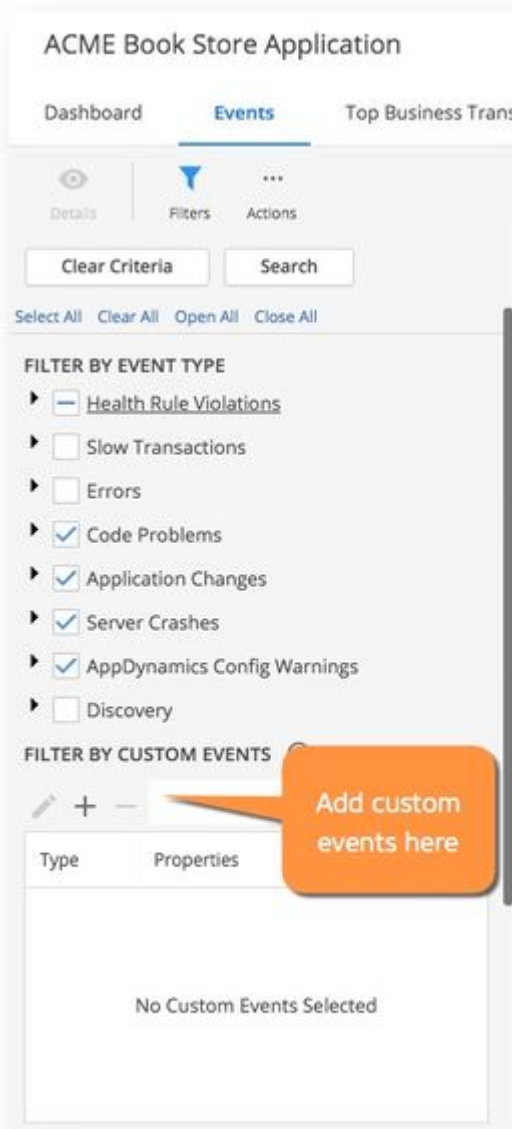 ACME Book Store Application
Dashboard Events Top Business Trans
Details Filters Actions
Clear Criteria Search
Select All Clear All Open All Close All
FILTER BY EVENT TYPE
Health Rule Violations
Slow Transactions
Errors
Code Problems
Application Changes
Server Crashes
AppDynamics Config Warnings
Discovery
FILTER BY CUSTOM EVENTS
Add custom
events here
Type Properties
No Custom Events Selected